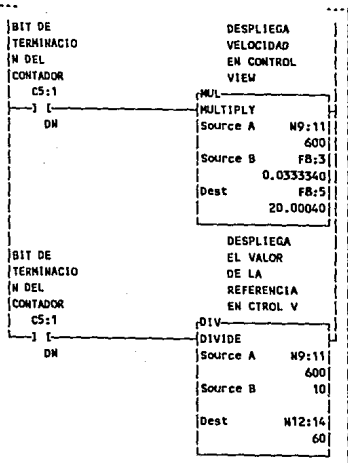 BIT DE
TERMINACIO
N DEL
CONTADOR
C5:1
DN
DESPLIEGA
VELOCIDAD
EN CONTROL
VIEW
MUL
MULTIPLY
Source A N9:11
600
Source B F8:3
0.0333340
Dest F8:5
20.00040
BIT DE
TERMINACIO
N DEL
CONTADOR
C5:1
DN
DESPLIEGA
EL VALOR
DE LA
REFERENCIA
EN CTROL V
DIV
DIVIDE
Source A N9:11
600
Source B 10
Dest N12:14
60